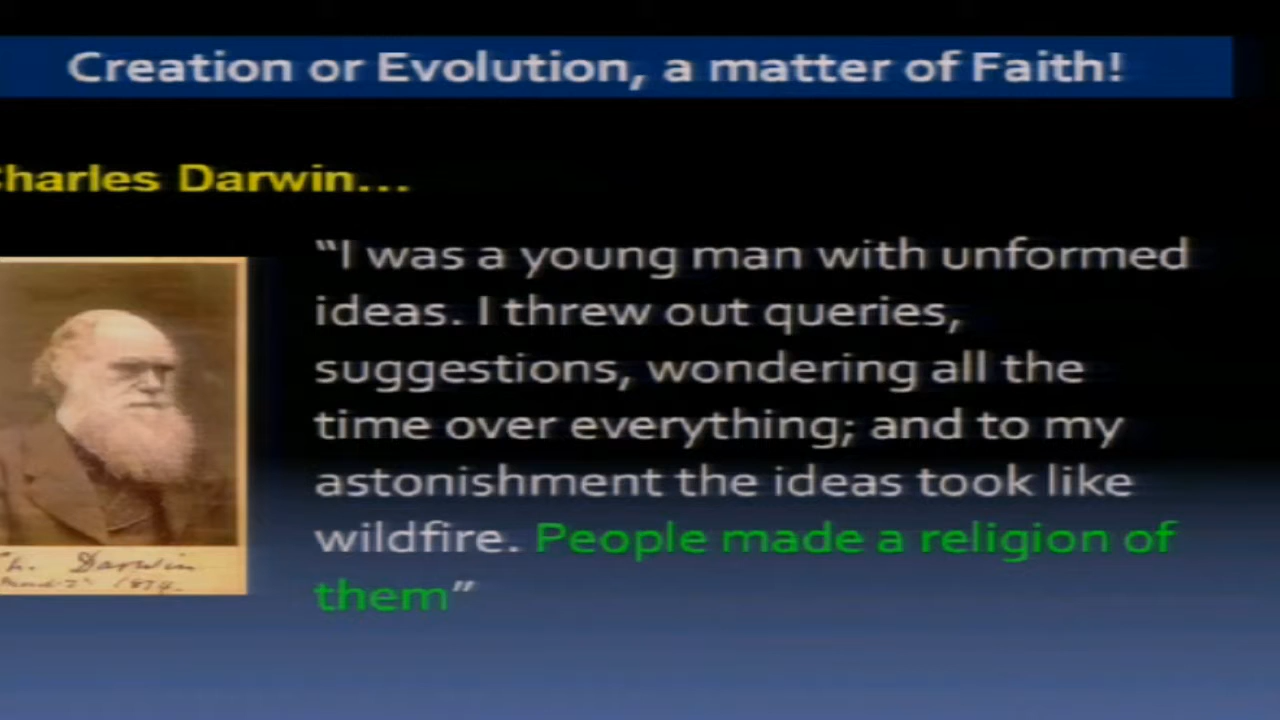 Creation or Evolution, a matter of Faith!
Charles Darwin...
“I was a young man with unformed
ideas. I threw out queries,
suggestions, wondering all the
time over everything; and to my
astonishment the ideas took like
wildfire. People made a religion of
them”
Ch. Darwin
1874.